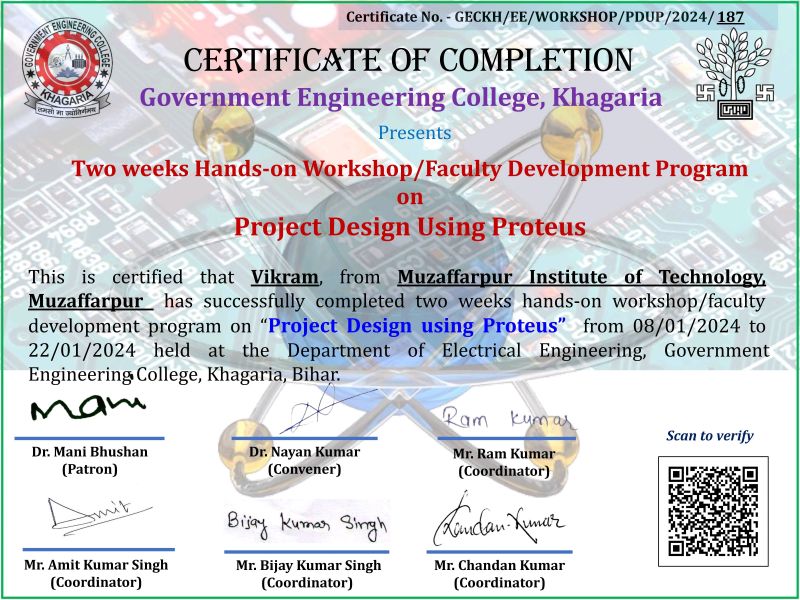 Certificate No. - GECKH/EE/WORKSHOP/PDUP/2024/ 187
GOVERNMENT ENGINEERING COLLEGE
KHAGARIA
तमसो मा ज्योतिर्गमय
CERTIFICATE OF COMPLETION
Government Engineering College, Khagaria
Presents
Two weeks Hands-on Workshop/Faculty Development Program
on
Project Design Using Proteus
This is certified that Vikram, from Muzaffarpur Institute of Technology,
Muzaffarpur has successfully completed two weeks hands-on workshop/faculty
development program on “Project Design using Proteus” from 08/01/2024 to
22/01/2024 held at the Department of Electrical Engineering, Government
Engineering College, Khagaria, Bihar.
Mani
Dr. Mani Bhushan
(Patron)
Dr. Nayan Kumar
(Convener)
Ram Kumar
Mr. Ram Kumar
(Coordinator)
Scan to verify
Amit
Mr. Amit Kumar Singh
(Coordinator)
Bijay Kumar Singh
Mr. Bijay Kumar Singh
(Coordinator)
Chandan Kumar
Mr. Chandan Kumar
(Coordinator)